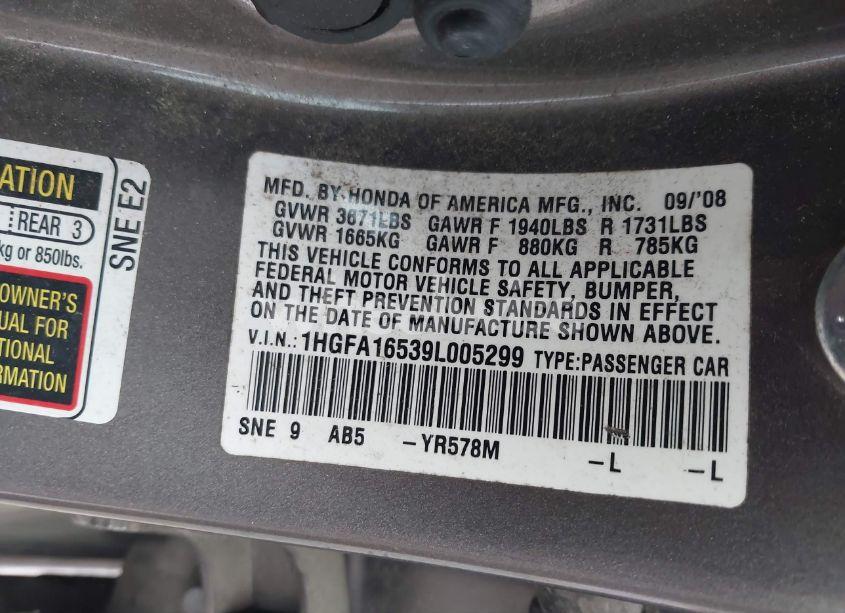 ATION
REAR 3
kg or 850lbs.
OWNER'S
UAL FOR
TIONAL
ORMATION
SNE E2
MFD. BY HONDA OF AMERICA MFG., INC. 09/'08
GVWR 3671LBS GAWR F 1940LBS R 1731LBS
GVWR 1665KG GAWR F 880KG R 785KG
THIS VEHICLE CONFORMS TO ALL APPLICABLE
FEDERAL MOTOR VEHICLE SAFETY, BUMPER,
AND THEFT PREVENTION STANDARDS IN EFFECT
ON THE DATE OF MANUFACTURE SHOWN ABOVE.
V.I.N.: 1HGFA16539L005299 TYPE:PASSENGER CAR
SNE 9 AB5 -YR578M -L -L